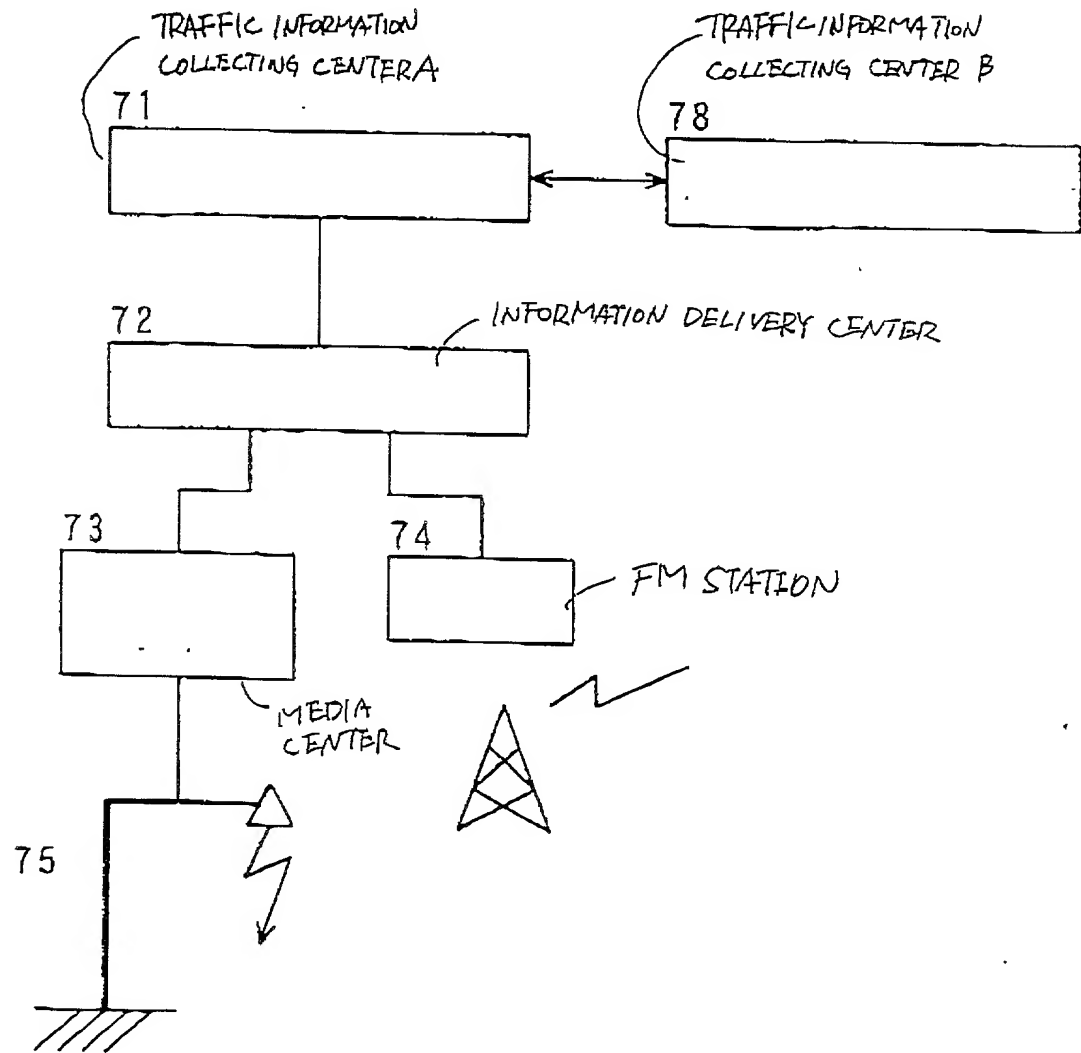 TRAFFIC INFORMATION
COLLECTING CENTER A
71
TRAFFIC INFORMATION
COLLECTING CENTER B
78
72
INFORMATION DELIVERY CENTER
73
74
FM STATION
MEDIA
CENTER
75